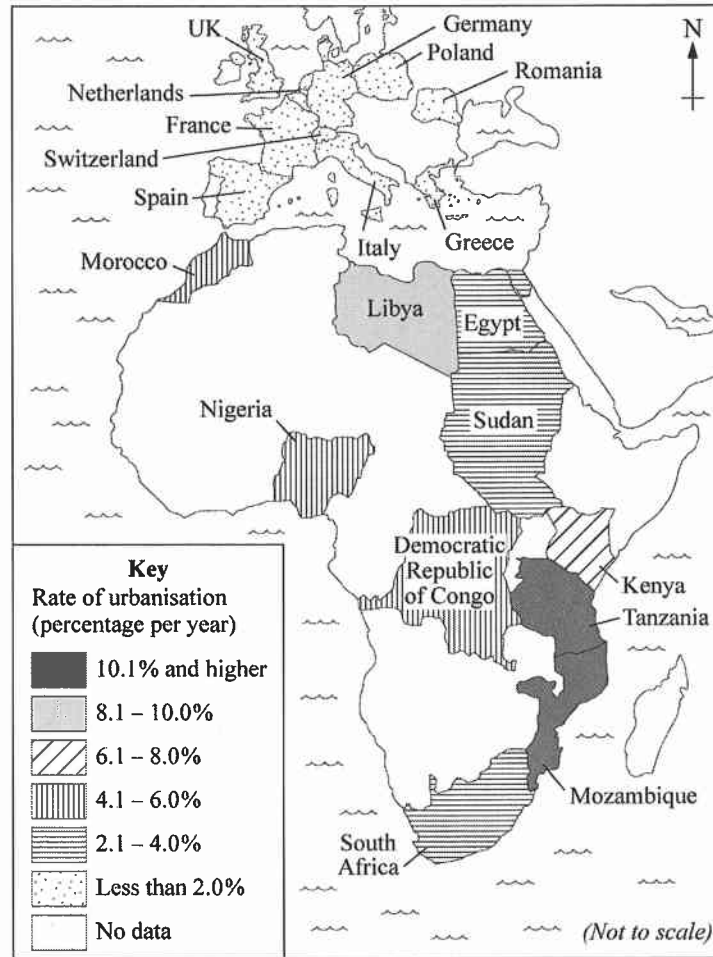 UK
Germany
Poland
Romania
Netherlands
France
Switzerland
Spain
Italy
Greece
N
Morocco
Libya
Egypt
Nigeria
Sudan
Democratic
Republic
of Congo
Kenya
Tanzania
Mozambique
South
Africa
Key
Rate of urbanisation
(percentage per year)
10.1% and higher
8.1 – 10.0%
6.1 – 8.0%
4.1 – 6.0%
2.1 – 4.0%
Less than 2.0%
No data
(Not to scale)